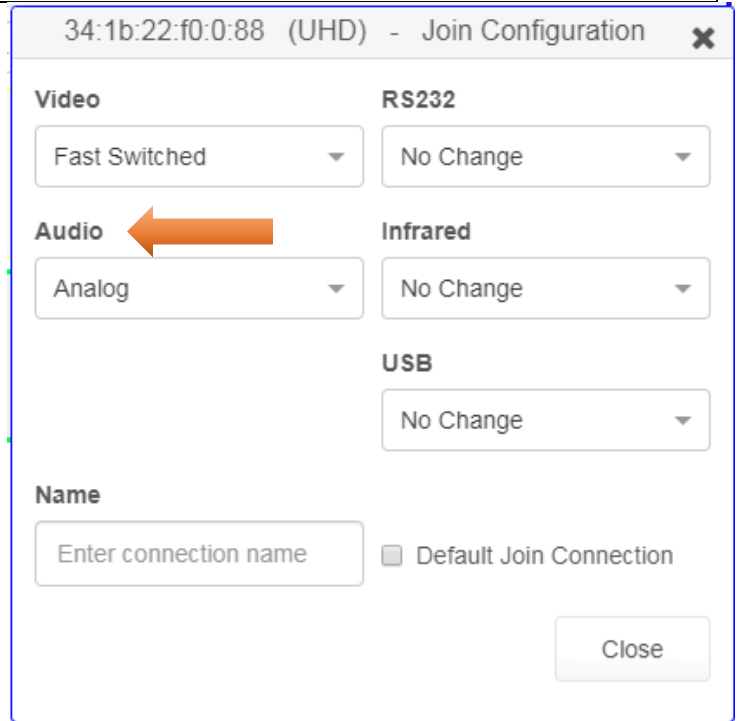 34:1b:22:f0:0:88 (UHD) - Join Configuration
Video RS232
Fast Switched No Change
Audio Infrared
Analog No Change
USB
No Change
Name
Enter connection name Default Join Connection
Close